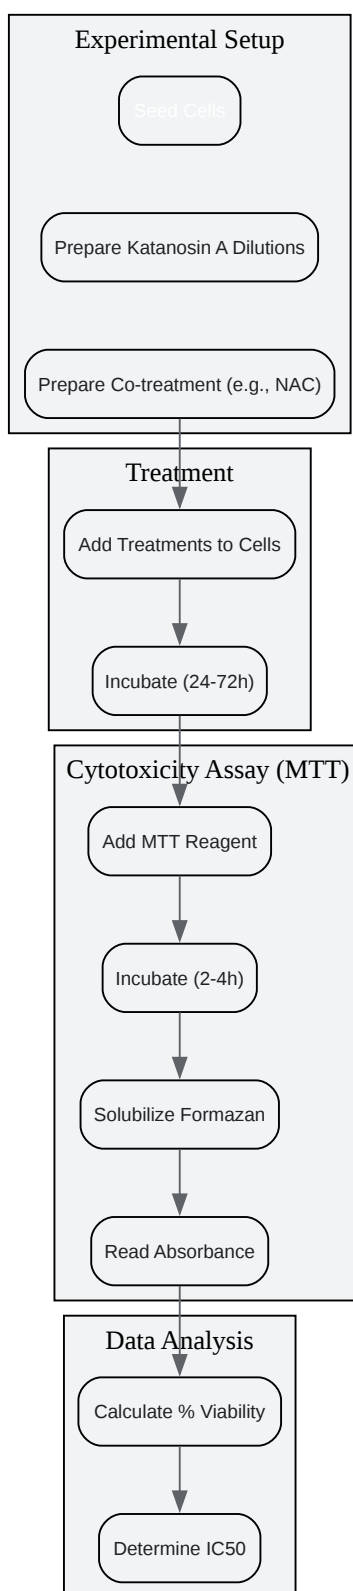 Experimental Setup
Seed Cells
Prepare Katanosin A Dilutions
Prepare Co-treatment (e.g., NAC)
Treatment
Add Treatments to Cells
Incubate (24-72h)
Cytotoxicity Assay (MTT)
Add MTT Reagent
Incubate (2-4h)
Solubilize Formazan
Read Absorbance
Data Analysis
Calculate % Viability
Determine IC50